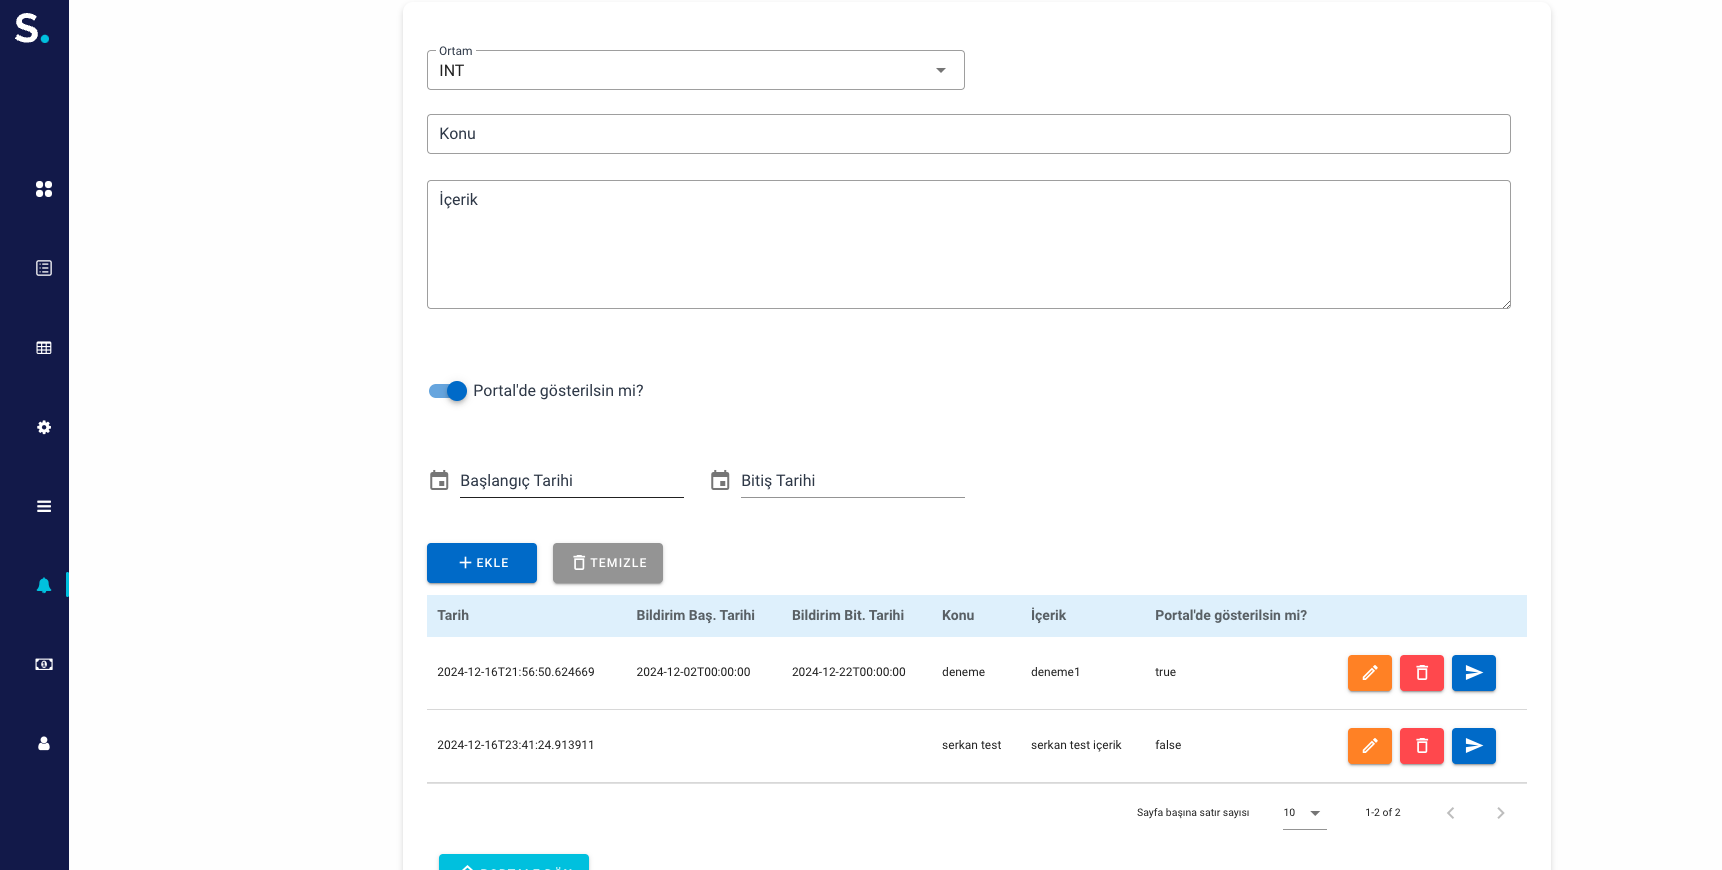 S.
Ortam
INT
Konu
İçerik
Portal'de gösterilsin mi?
Başlangıç Tarihi Bitiş Tarihi
EKLE TEMIZLE
Tarih Bildirim Baş. Tarihi Bildirim Bit. Tarihi Konu İçerik Portal'de gösterilsin mi?
2024-12-16T21:56:50.624669 2024-12-02T00:00:00 2024-12-22T00:00:00 deneme deneme1 true
2024-12-16T23:41:24.913911 serkan test serkan test içerik false
Sayfa başına satır sayısı 10 1-2 of 2